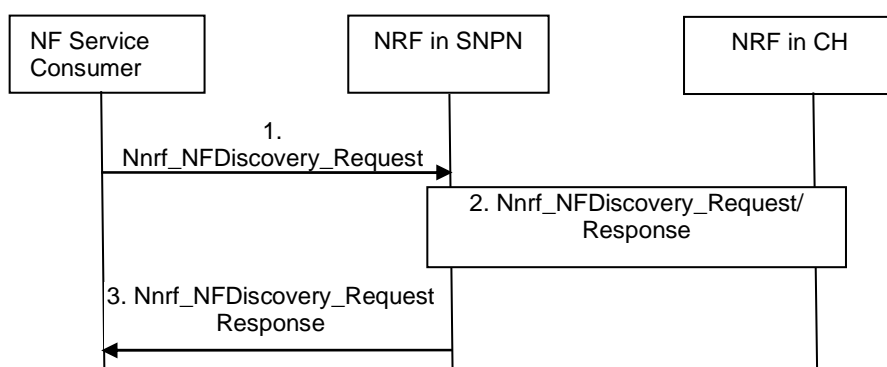 NF Service
Consumer
NRF in SNPN
NRF in CH
1.
Nnrf_NFDiscovery_Request
2. Nnrf_NFDiscovery_Request/
Response
3. Nnrf_NFDiscovery_Request
Response